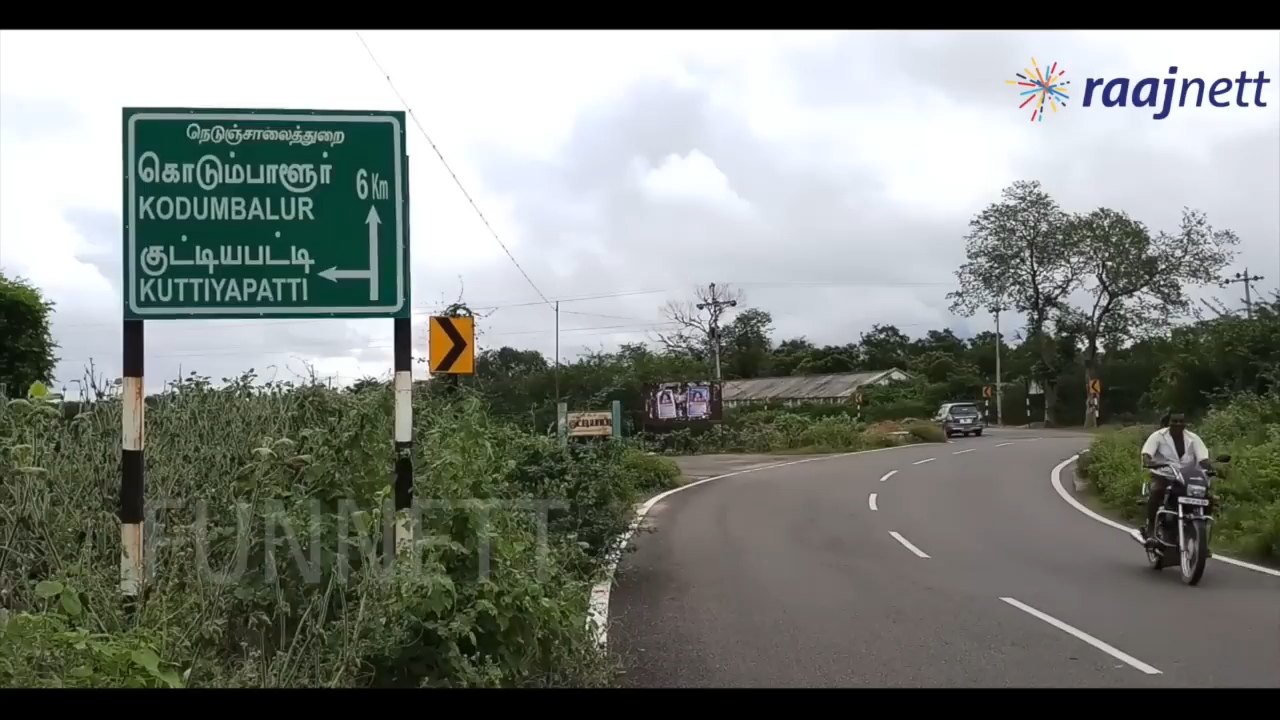 raajnett
நெடுஞ்சாலைத்துறை
கொடும்பாளூர்
6 Km
KODUMBALUR
குட்டியபட்டி
KUTTIYAPATTI
FUNNETT